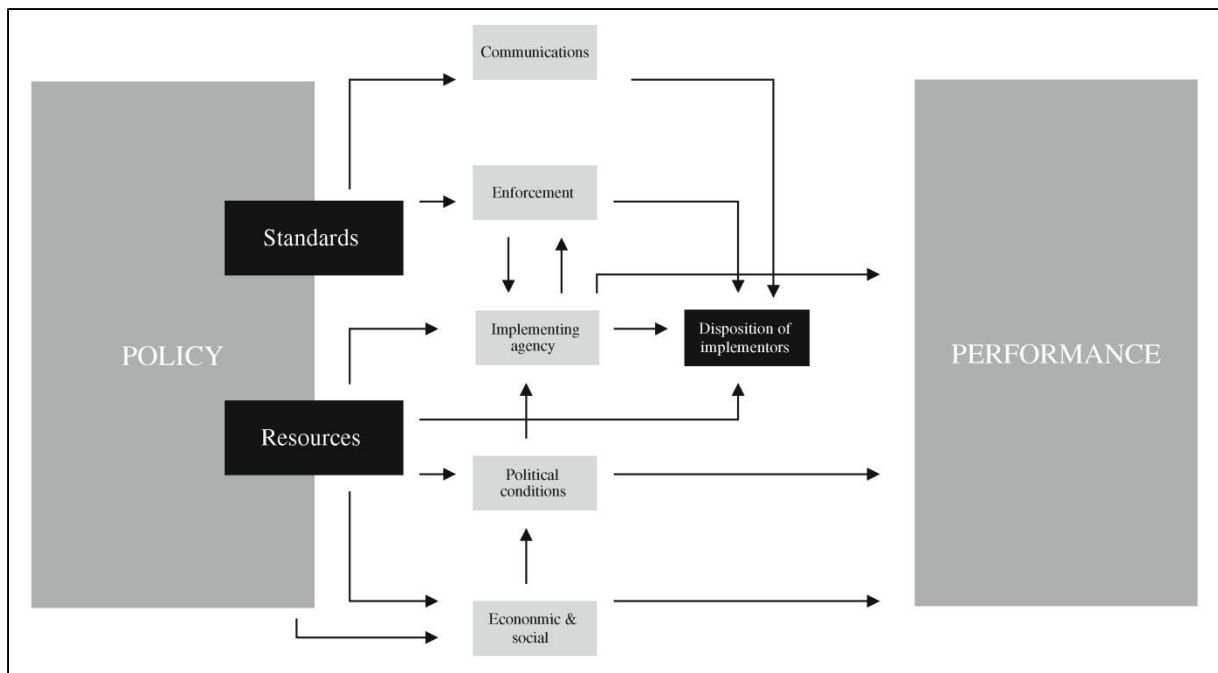 Communications
Enforcement
Standards
Implementing
agency
Disposition of
implementors
POLICY
PERFORMANCE
Resources
Political
conditions
Econonmic &
social